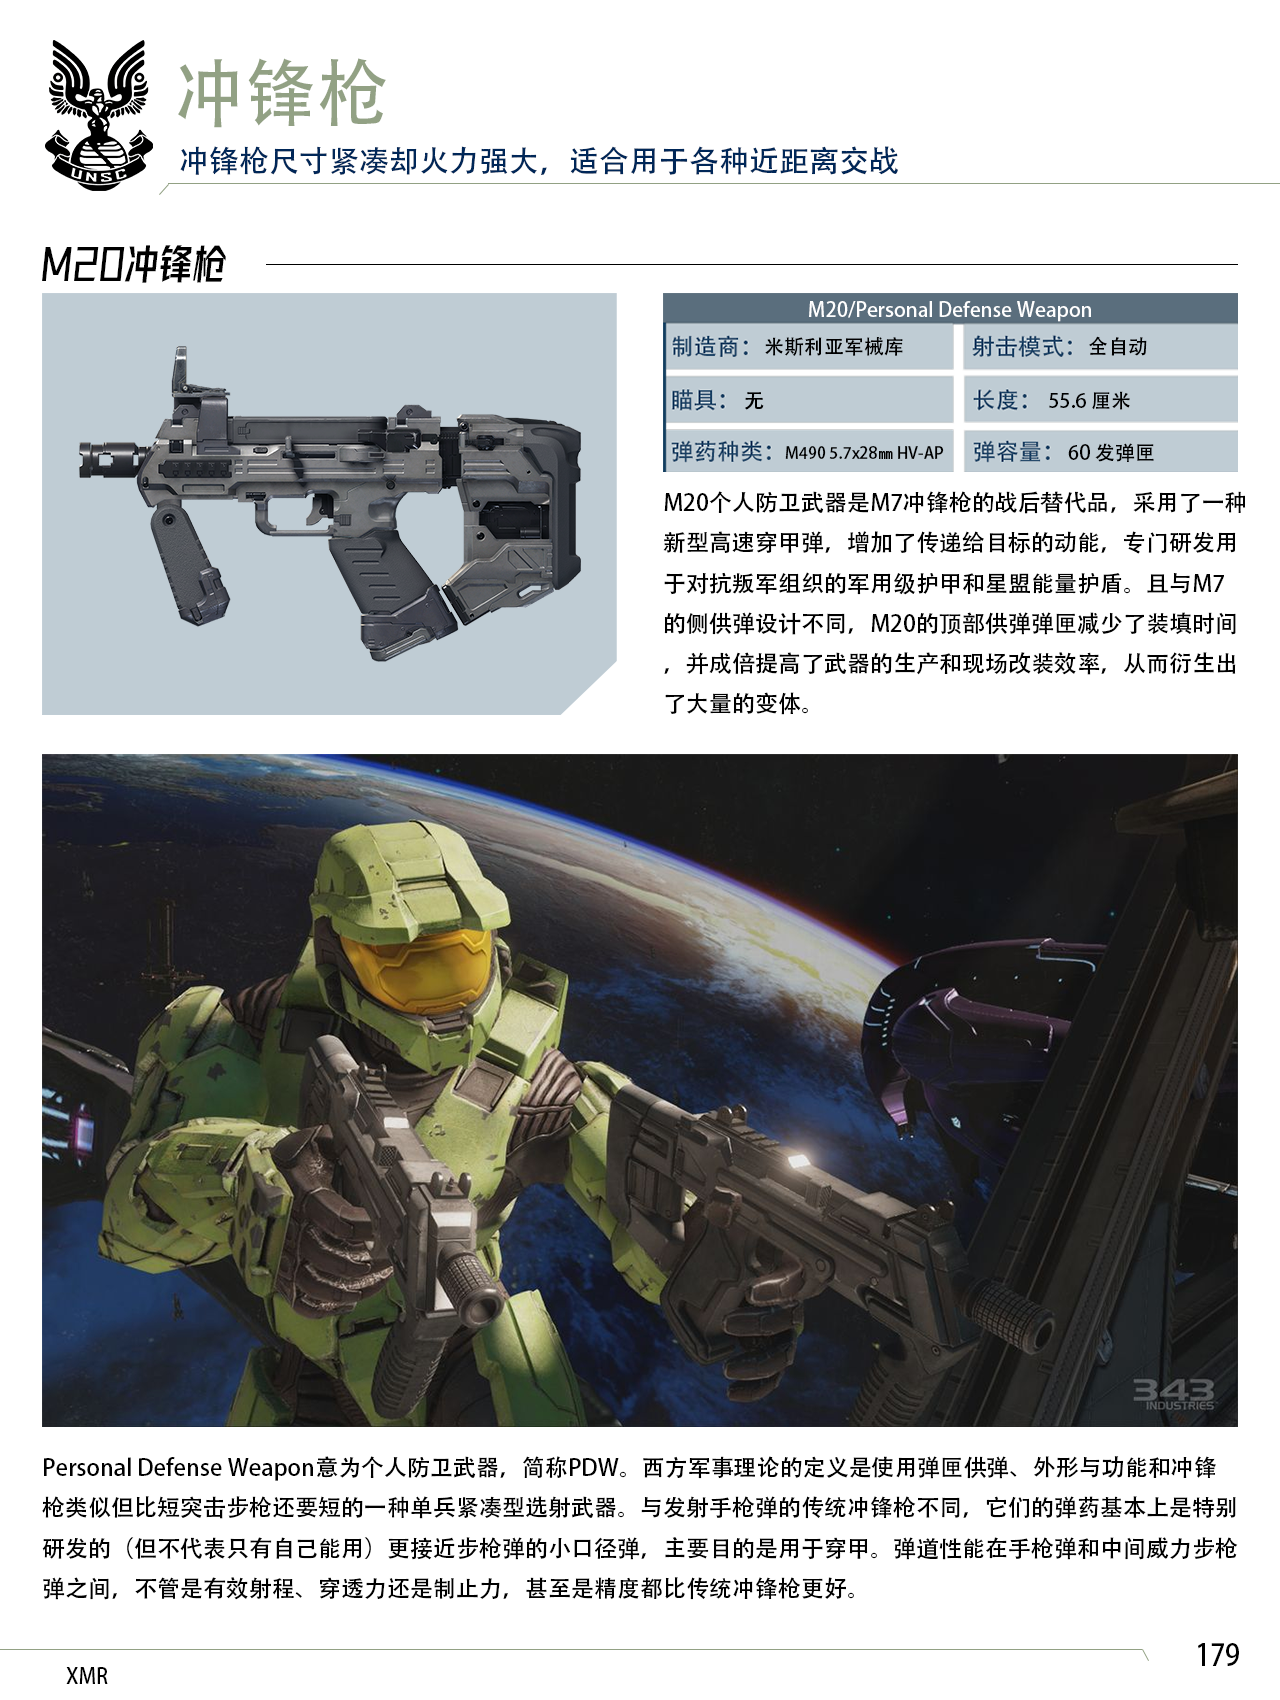 冲锋枪
UNSC
冲锋枪尺寸紧凑却火力强大，适合用于各种近距离交战
M20冲锋枪
M20/Personal Defense Weapon
制造商：米斯利亚军械库
射击模式：全自动
瞄具：无
长度：55.6 厘米
弹药种类：M490 5.7x28㎜ HV-AP
弹容量：60 发弹匣
M20个人防卫武器是M7冲锋枪的战后替代品，采用了一种
新型高速穿甲弹，增加了传递给目标的动能，专门研发用
于对抗叛军组织的军用级护甲和星盟能量护盾。且与M7
的侧供弹设计不同，M20的顶部供弹弹匣减少了装填时间
，并成倍提高了武器的生产和现场改装效率，从而衍生出
了大量的变体。
343
INDUSTRIES
Personal Defense Weapon意为个人防卫武器，简称PDW。西方军事理论的定义是使用弹匣供弹、外形与功能和冲锋
枪类似但比短突击步枪还要短的一种单兵紧凑型选射武器。与发射手枪弹的传统冲锋枪不同，它们的弹药基本上是特别
研发的（但不代表只有自己能用）更接近步枪弹的小口径弹，主要目的是用于穿甲。弹道性能在手枪弹和中间威力步枪
弹之间，不管是有效射程、穿透力还是制止力，甚至是精度都比传统冲锋枪更好。
179
XMR